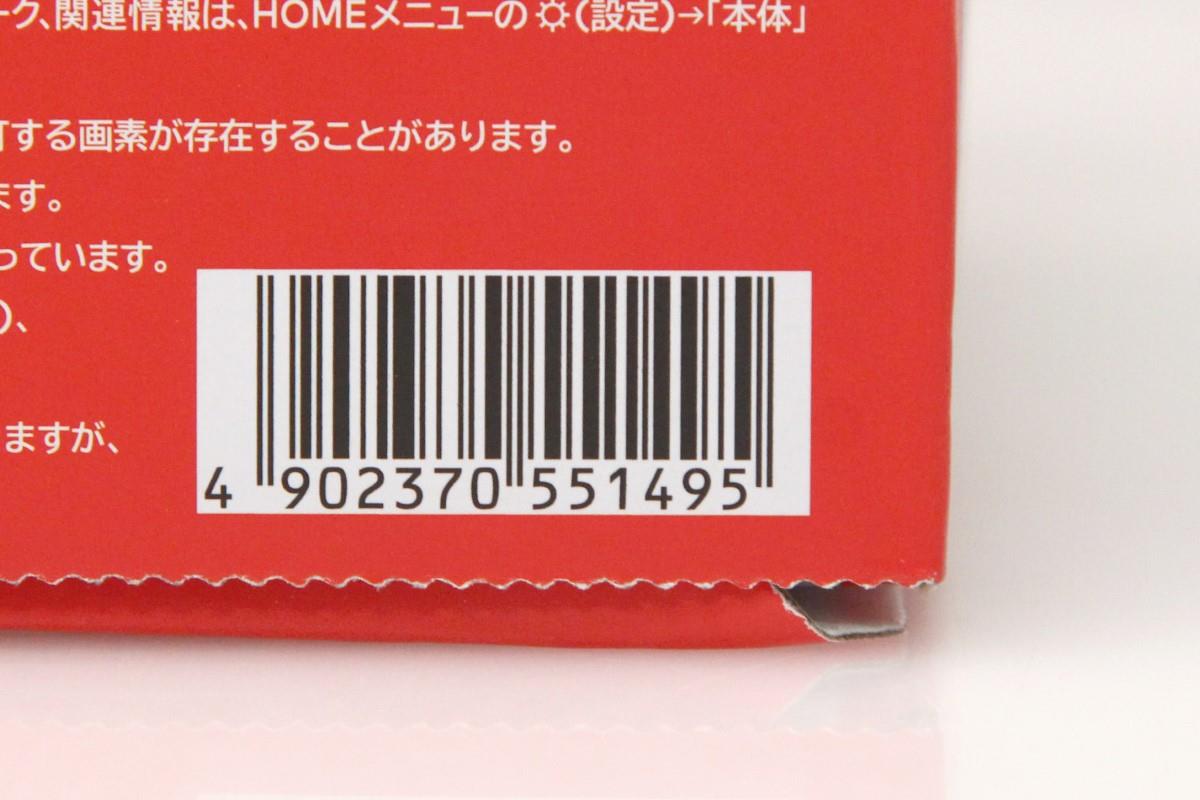 ク、関連情報は、HOMEメニューの ☼(設定)→「本体」
する画素が存在することがあります。
ます。
っています。
)、
ますが、
4 902370 551495